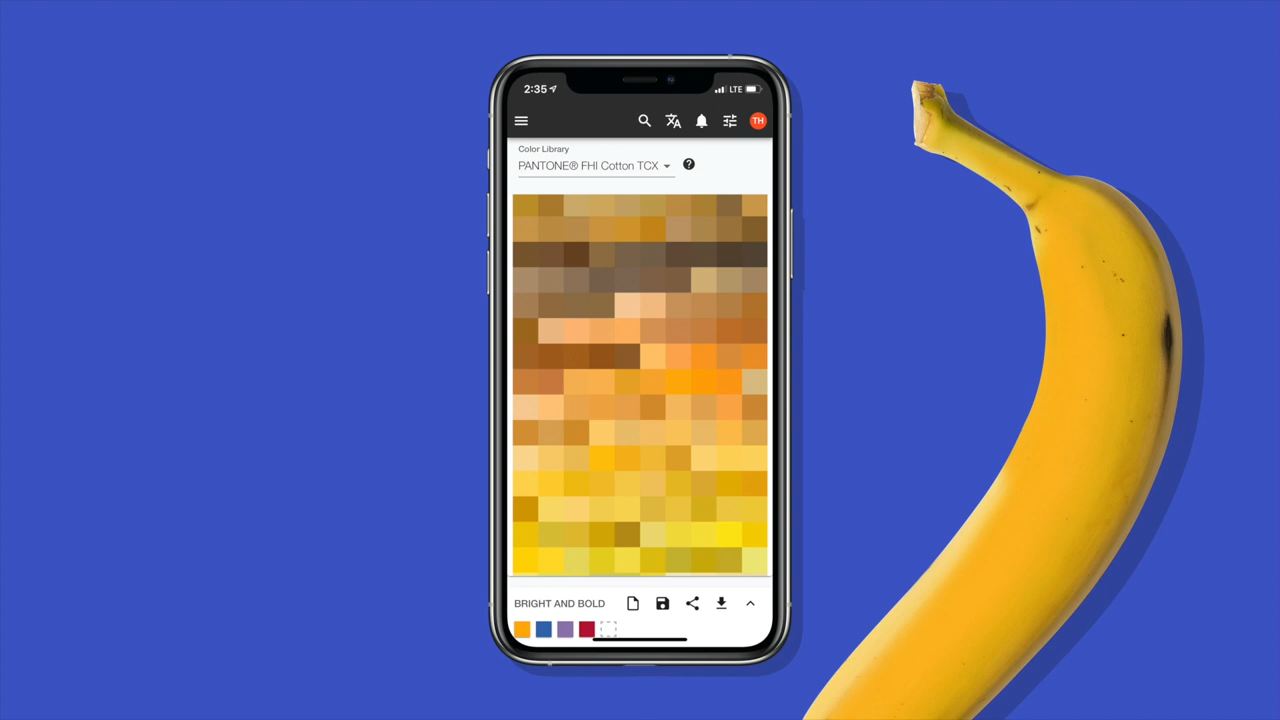 2:35
LTE
TH
Color Library
PANTONE® FHI Cotton TCX
?
BRIGHT AND BOLD